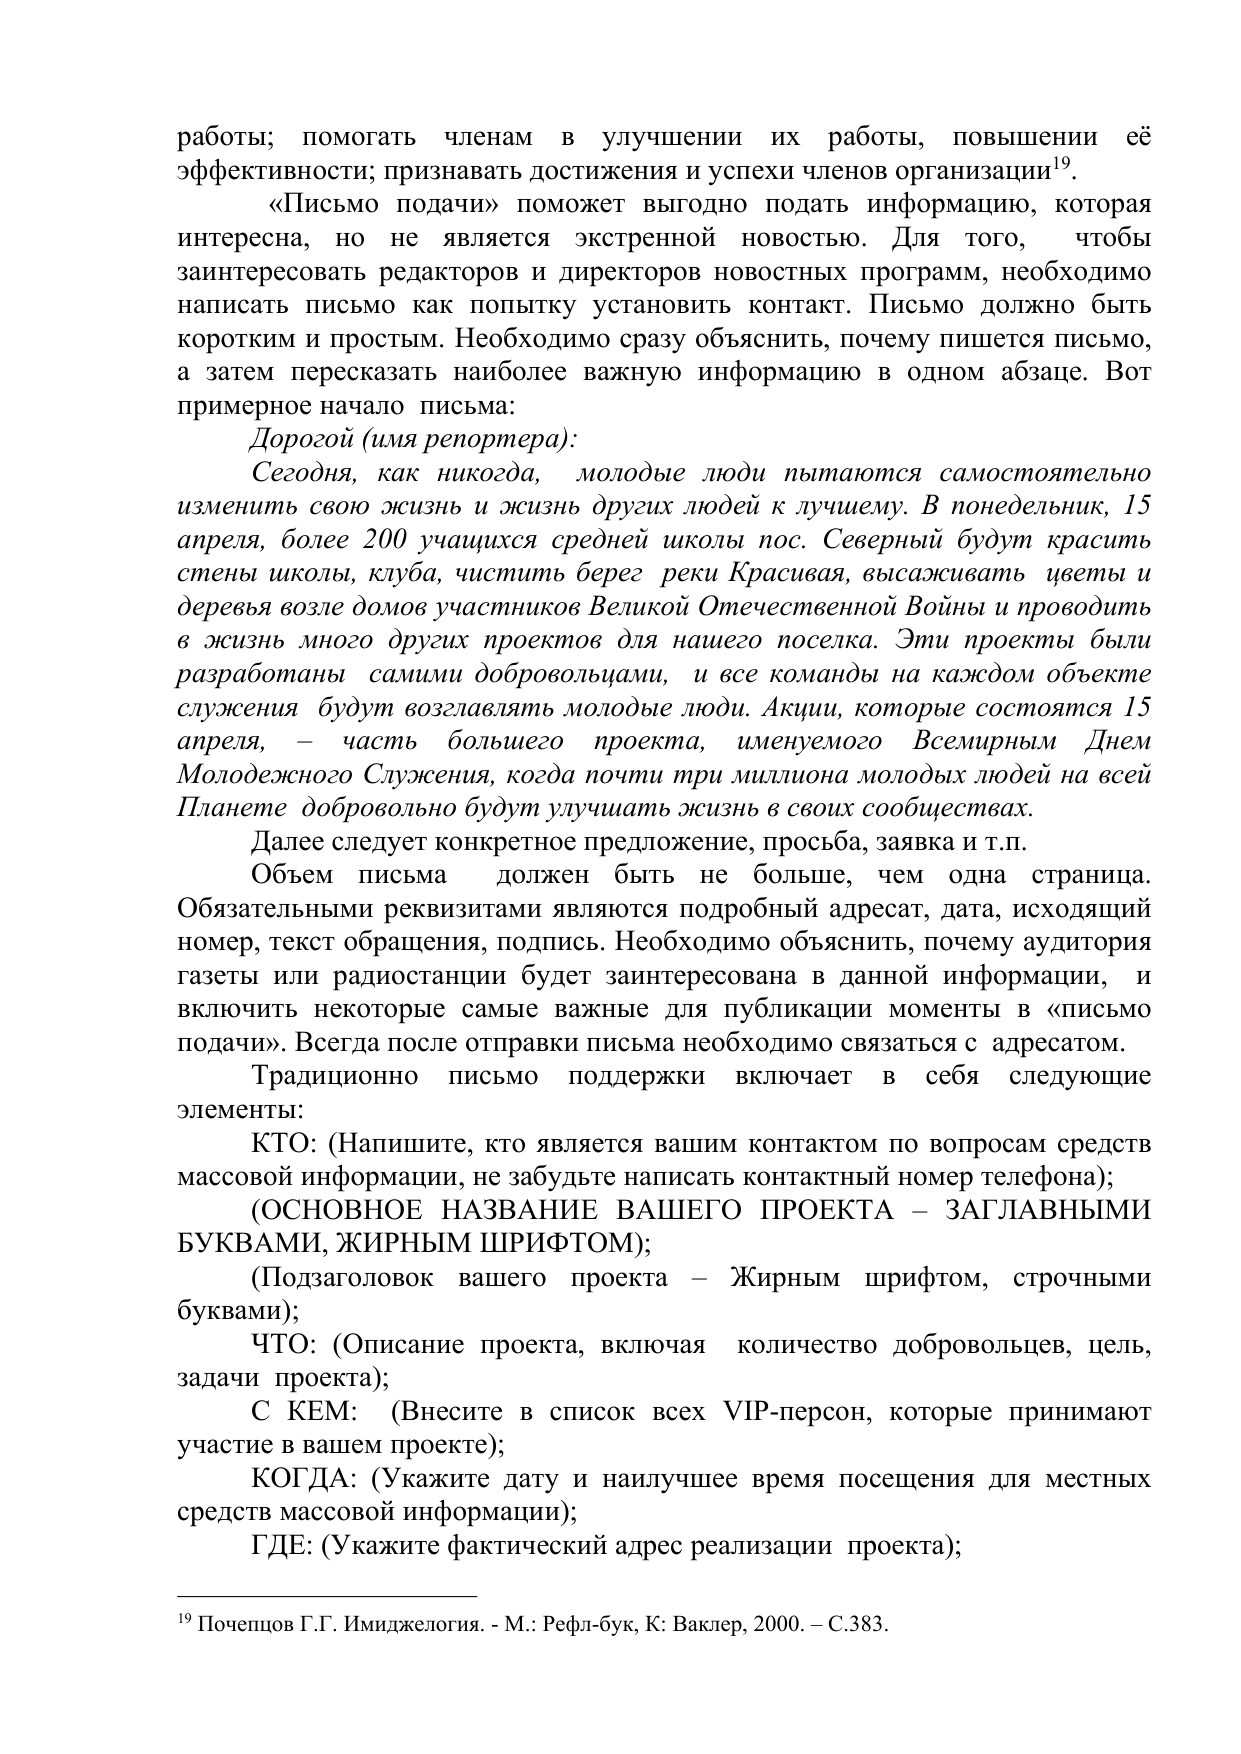 работы; помогать членам в улучшении их работы, повышении её
эффективности; признавать достижения и успехи членов организации19.
«Письмо подачи» поможет выгодно подать информацию, которая
интересна, но не является экстренной новостью. Для того, чтобы
заинтересовать редакторов и директоров новостных программ, необходимо
написать письмо как попытку установить контакт. Письмо должно быть
коротким и простым. Необходимо сразу объяснить, почему пишется письмо,
а затем пересказать наиболее важную информацию в одном абзаце. Вот
примерное начало письма:
Дорогой (имя репортера):
Сегодня, как никогда, молодые люди пытаются самостоятельно
изменить свою жизнь и жизнь других людей к лучшему. В понедельник, 15
апреля, более 200 учащихся средней школы пос. Северный будут красить
стены школы, клуба, чистить берег реки Красивая, высаживать цветы и
деревья возле домов участников Великой Отечественной Войны и проводить
в жизнь много других проектов для нашего поселка. Эти проекты были
разработаны самими добровольцами, и все команды на каждом объекте
служения будут возглавлять молодые люди. Акции, которые состоятся 15
апреля, – часть большего проекта, именуемого Всемирным Днем
Молодежного Служения, когда почти три миллиона молодых людей на всей
Планете добровольно будут улучшать жизнь в своих сообществах.
Далее следует конкретное предложение, просьба, заявка и т.п.
Объем письма должен быть не больше, чем одна страница.
Обязательными реквизитами являются подробный адресат, дата, исходящий
номер, текст обращения, подпись. Необходимо объяснить, почему аудитория
газеты или радиостанции будет заинтересована в данной информации, и
включить некоторые самые важные для публикации моменты в «письмо
подачи». Всегда после отправки письма необходимо связаться с адресатом.
Традиционно письмо поддержки включает в себя следующие
элементы:
КТО: (Напишите, кто является вашим контактом по вопросам средств
массовой информации, не забудьте написать контактный номер телефона);
(ОСНОВНОЕ НАЗВАНИЕ ВАШЕГО ПРОЕКТА – ЗАГЛАВНЫМИ
БУКВАМИ, ЖИРНЫМ ШРИФТОМ);
(Подзаголовок вашего проекта – Жирным шрифтом, строчными
буквами);
ЧТО: (Описание проекта, включая количество добровольцев, цель,
задачи проекта);
С КЕМ: (Внесите в список всех VIP-персон, которые принимают
участие в вашем проекте);
КОГДА: (Укажите дату и наилучшее время посещения для местных
средств массовой информации);
ГДЕ: (Укажите фактический адрес реализации проекта);
19 Почепцов Г.Г. Имиджелогия. - М.: Рефл-бук, К: Ваклер, 2000. – С.383.